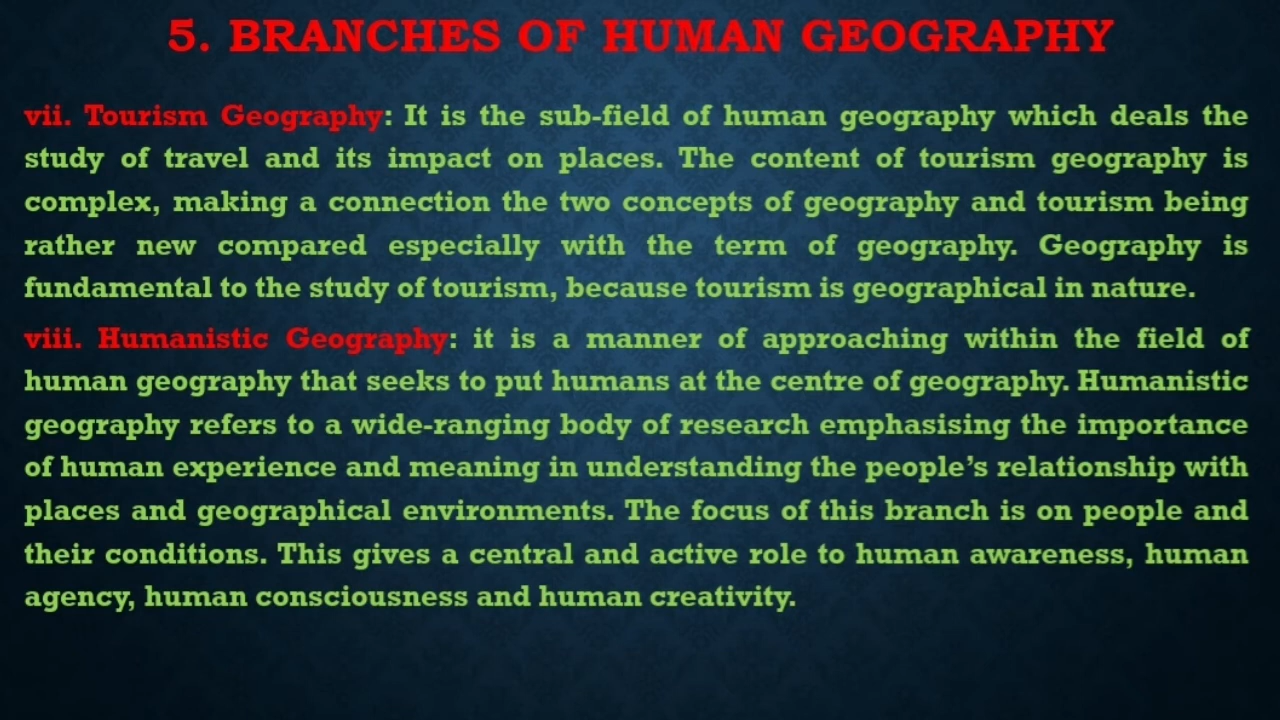 5. BRANCHES OF HUMAN GEOGRAPHY
vii. Tourism Geography: It is the sub-field of human geography which deals the
study of travel and its impact on places. The content of tourism geography is
complex, making a connection the two concepts of geography and tourism being
rather new compared especially with the term of geography. Geography is
fundamental to the study of tourism, because tourism is geographical in nature.
viii. Humanistic Geography: it is a manner of approaching within the field of
human geography that seeks to put humans at the centre of geography. Humanistic
geography refers to a wide-ranging body of research emphasising the importance
of human experience and meaning in understanding the people’s relationship with
places and geographical environments. The focus of this branch is on people and
their conditions. This gives a central and active role to human awareness, human
agency, human consciousness and human creativity.